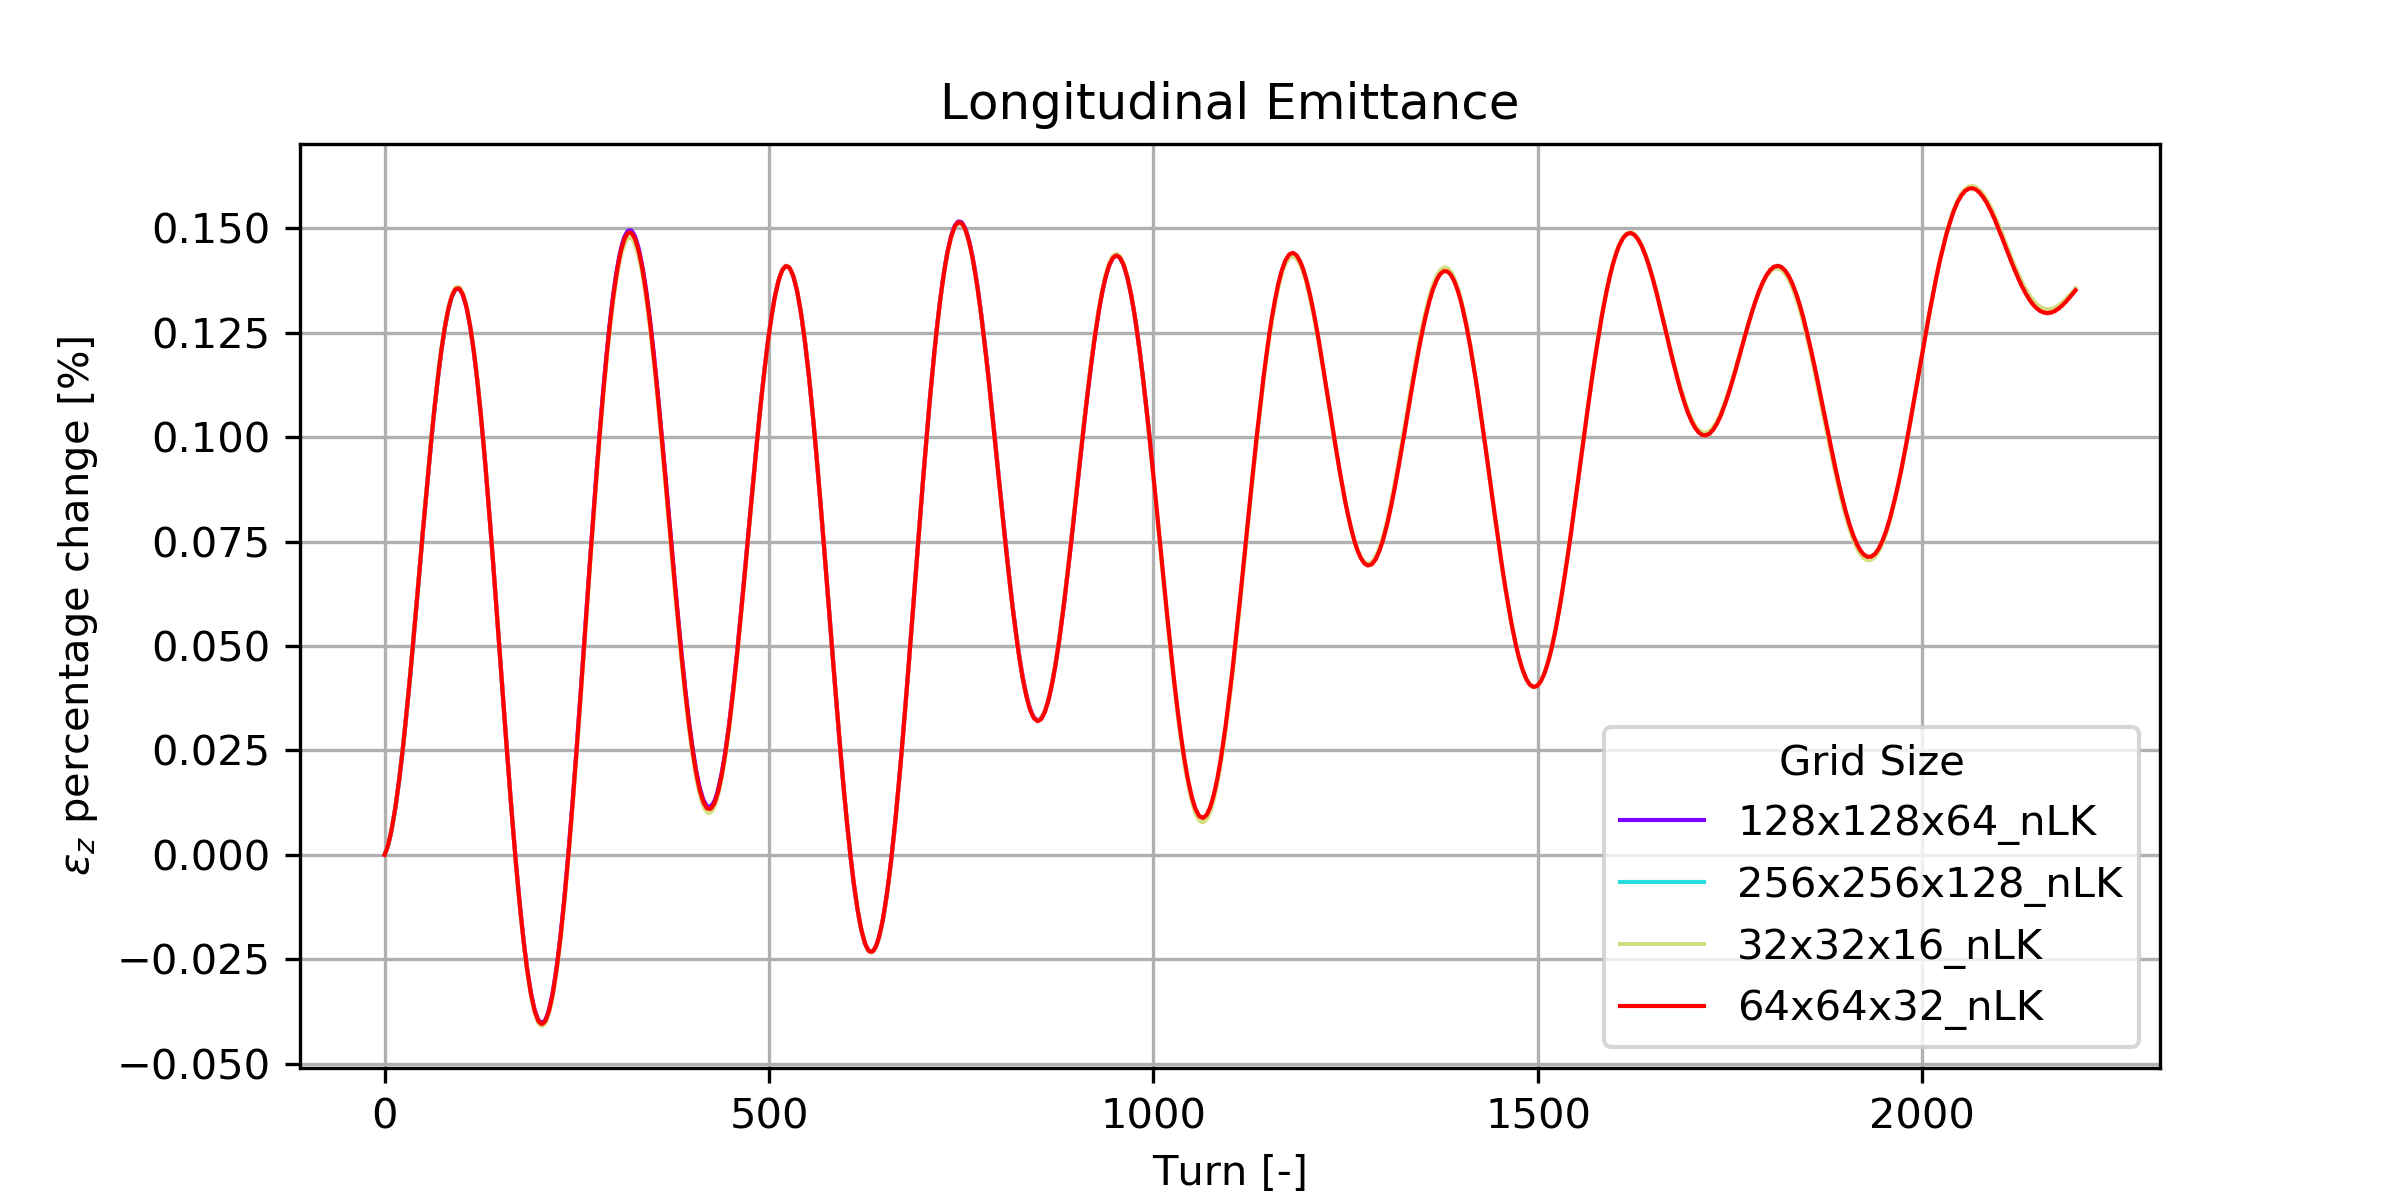 Longitudinal Emittance
ε_z percentage change [%]
0.150
0.125
0.100
0.075
0.050
0.025
0.000
−0.025
−0.050
0
500
1000
1500
2000
Turn [-]
Grid Size
128x128x64_nLK
256x256x128_nLK
32x32x16_nLK
64x64x32_nLK